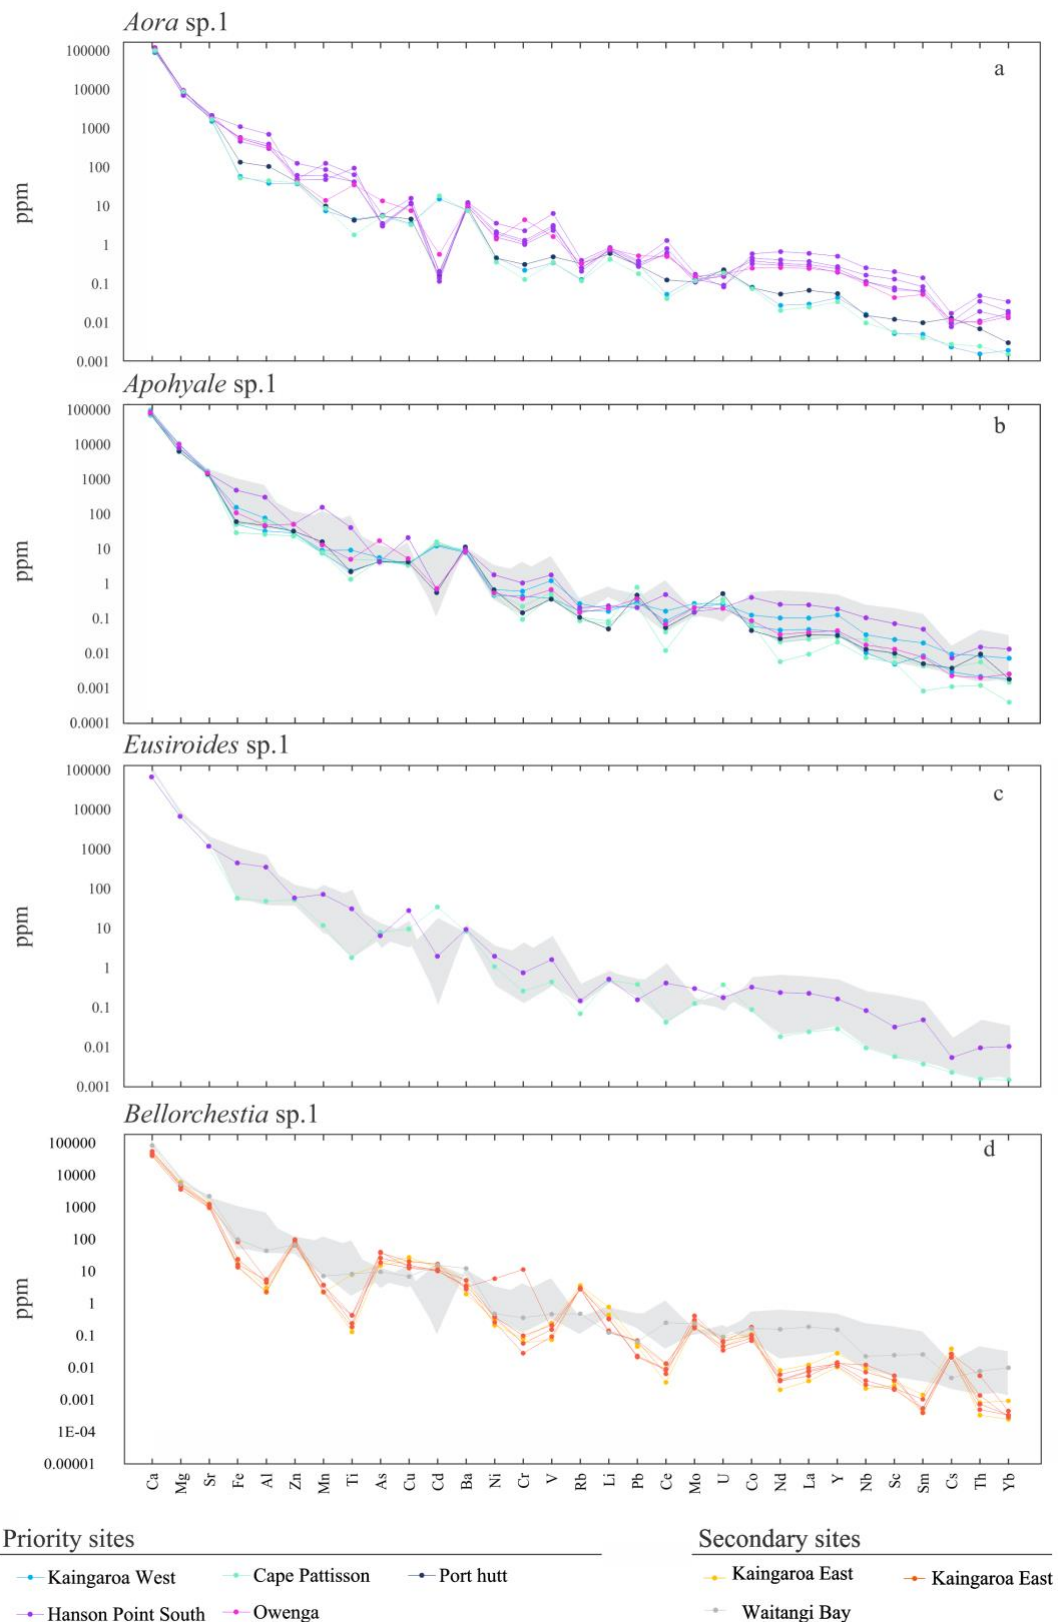 Aora sp.1
a
100000
10000
1000
100
10
1
0.1
0.01
0.001
ppm
Apohyale sp.1
b
100000
10000
1000
100
10
1
0.1
0.01
0.001
0.0001
ppm
Eusiroides sp.1
c
100000
10000
1000
100
10
1
0.1
0.01
0.001
ppm
Bellorchestia sp.1
d
100000
10000
1000
100
10
1
0.1
0.01
0.001
1E-04
0.00001
ppm
Ca Mg Sr Fe Al Zn Mn Ti As Cu Cd Ba Ni Cr V Rb Li Pb Ce Mo U Co Nd La Y Nb Sc Sm Cs Th Yb
Priority sites Secondary sites
Kaingaroa West Cape Pattisson Port hutt Kaingaroa East Kaingaroa East
Hanson Point South Owenga Waitangi Bay